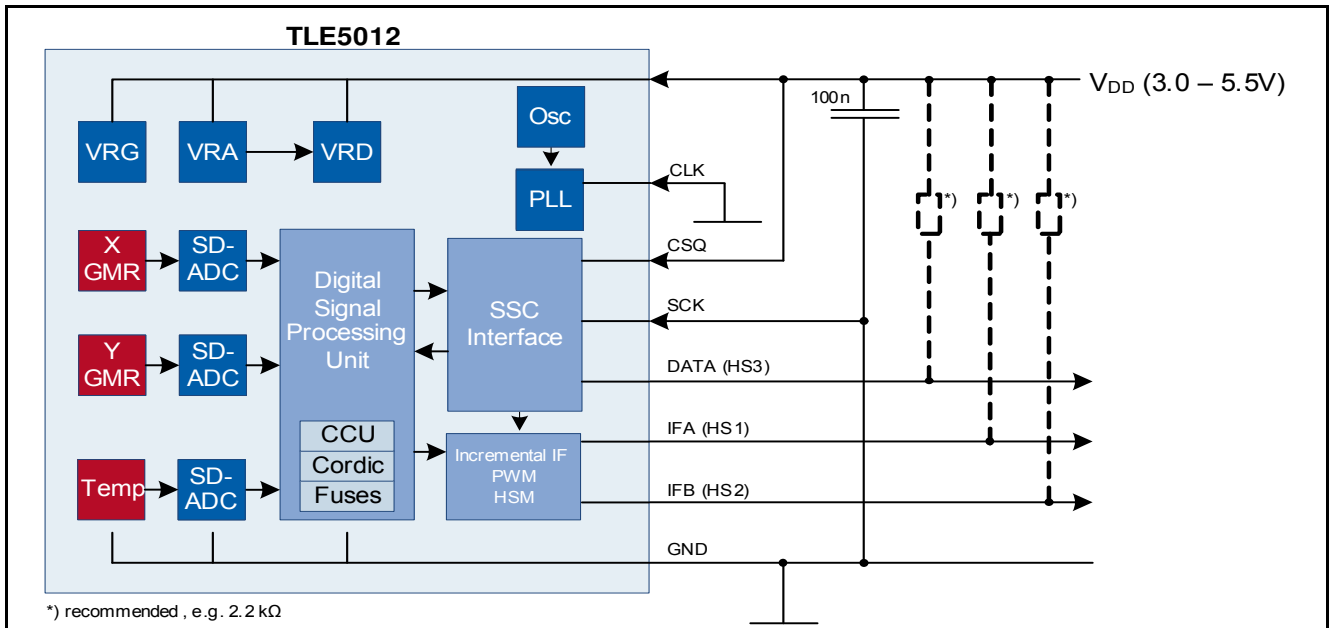 TLE5012
V_DD (3.0 – 5.5V)
100n
Osc
VRG
VRA
VRD
CLK
PLL
*)
*)
*)
X
GMR
SD-
ADC
CSQ
Digital
Signal
Processing
Unit
SSC
Interface
SCK
Y
GMR
SD-
ADC
DATA (HS3)
CCU
Cordic
Fuses
IFA (HS1)
Incremental IF
PWM
HSM
Temp
SD-
ADC
IFB (HS2)
GND
*) recommended , e.g. 2.2 kΩ